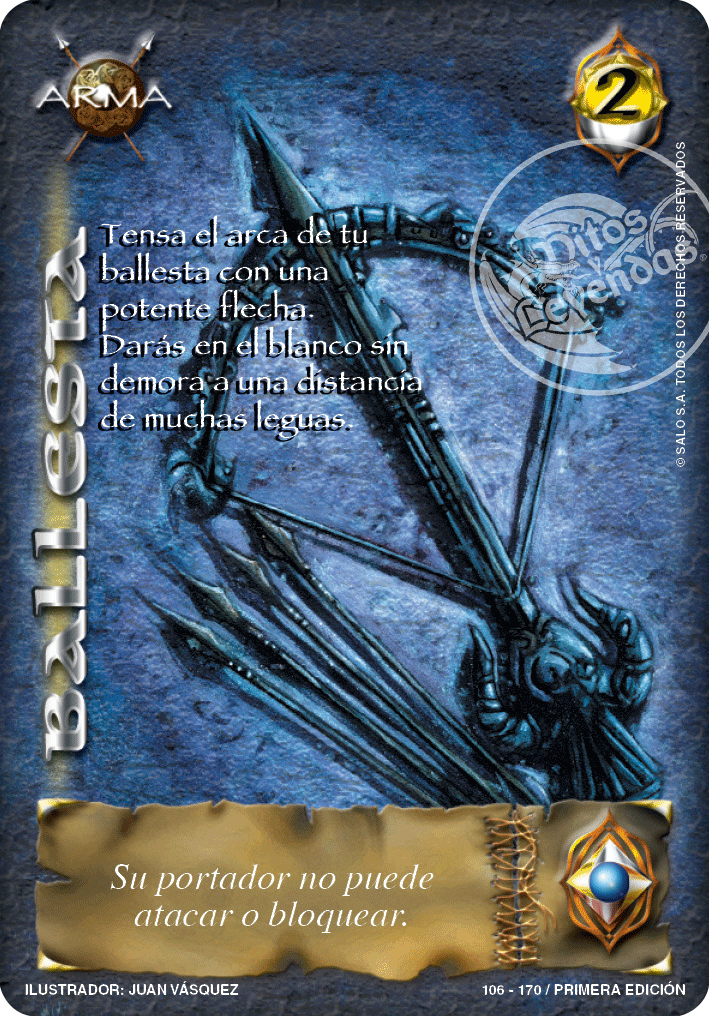 ARMA
2
Mitos
y
Leyendas
®
© SALO S.A. TODOS LOS DERECHOS RESERVADOS
BALLESTA
Tensa el arca de tu
ballesta con una
potente flecha.
Darás en el blanco sin
demora a una distancia
de muchas leguas.
Su portador no puede
atacar o bloquear.
ILUSTRADOR: JUAN VÁSQUEZ
106 - 170 / PRIMERA EDICIÓN